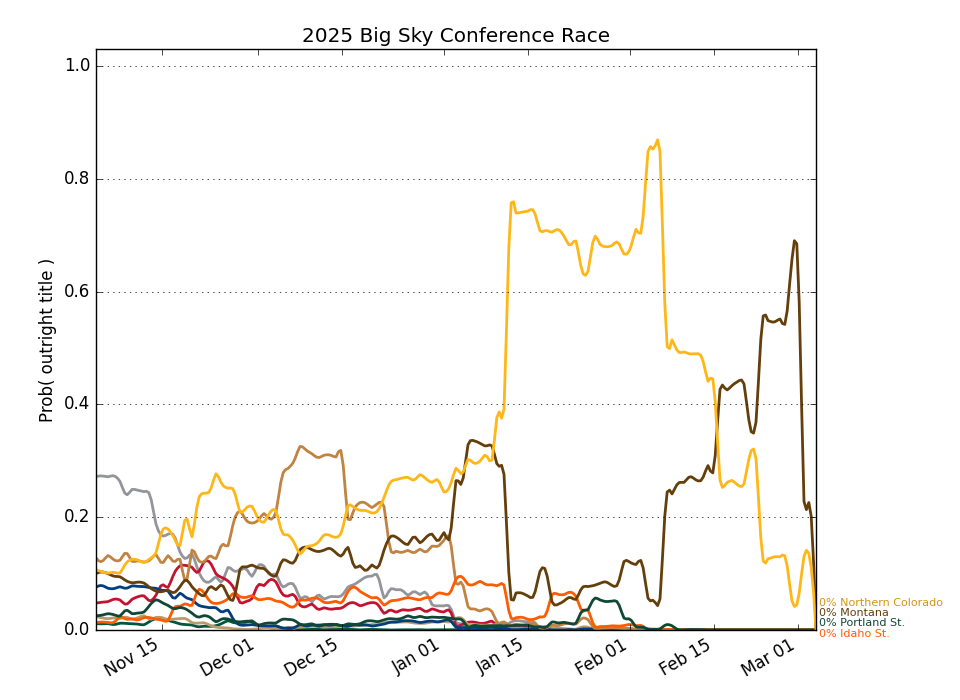 2025 Big Sky Conference Race
1.0
0.8
0.6
0.4
0.2
0.0
Prob( outright title )
Nov 15
Dec 01
Dec 15
Jan 01
Jan 15
Feb 01
Feb 15
Mar 01
0% Northern Colorado
0% Montana
0% Portland St.
0% Idaho St.